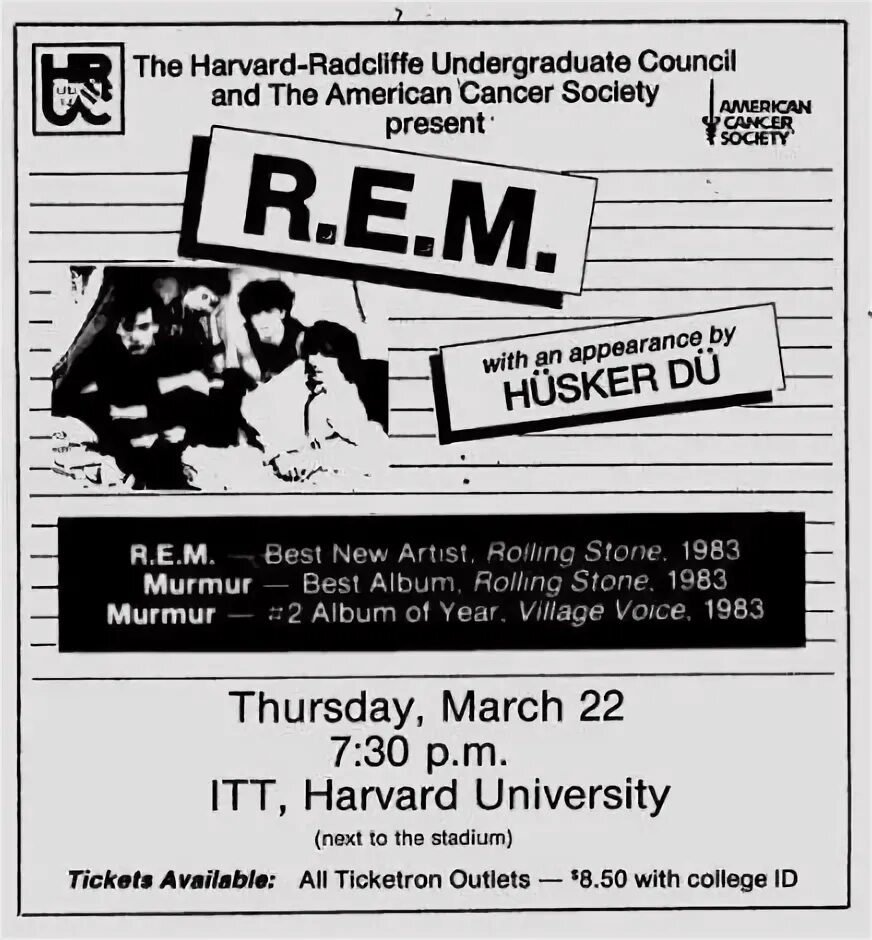 The Harvard-Radcliffe Undergraduate Council
and The American Cancer Society
present
AMERICAN
CANCER
SOCIETY
R.E.M.
with an appearance by
HÜSKER DÜ
R.E.M. — Best New Artist, Rolling Stone, 1983
Murmur — Best Album, Rolling Stone, 1983
Murmur — #2 Album of Year, Village Voice, 1983
Thursday, March 22
7:30 p.m.
ITT, Harvard University
(next to the stadium)
Tickets Available: All Ticketron Outlets — $8.50 with college ID